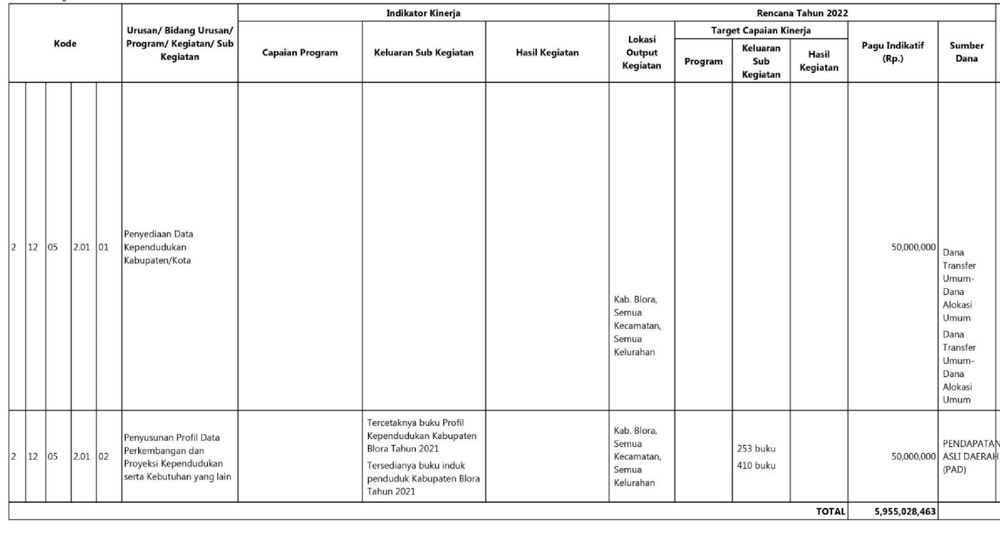 Kode
Urusan/ Bidang Urusan/
Program/ Kegiatan/ Sub
Kegiatan
Indikator Kinerja
Capaian Program
Keluaran Sub Kegiatan
Hasil Kegiatan
Rencana Tahun 2022
Lokasi
Output
Kegiatan
Target Capaian Kinerja
Program
Keluaran
Sub
Kegiatan
Hasil
Kegiatan
Pagu Indikatif
(Rp.)
Sumber
Dana
2 12 05 2.01 01
Penyediaan Data
Kependudukan
Kabupaten/Kota
Kab. Blora,
Semua
Kecamatan,
Semua
Kelurahan
50,000,000
Dana
Transfer
Umum-
Dana
Alokasi
Umum
Dana
Transfer
Umum-
Dana
Alokasi
Umum
2 12 05 2.01 02
Penyusunan Profil Data
Perkembangan dan
Proyeksi Kependudukan
serta Kebutuhan yang lain
Tercetaknya buku Profil
Kependudukan Kabupaten
Blora Tahun 2021
Tersedianya buku induk
penduduk Kabupaten Blora
Tahun 2021
Kab. Blora,
Semua
Kecamatan,
Semua
Kelurahan
253 buku
410 buku
50,000,000
PENDAPATAN
ASLI DAERAH
(PAD)
TOTAL 5,955,028,463